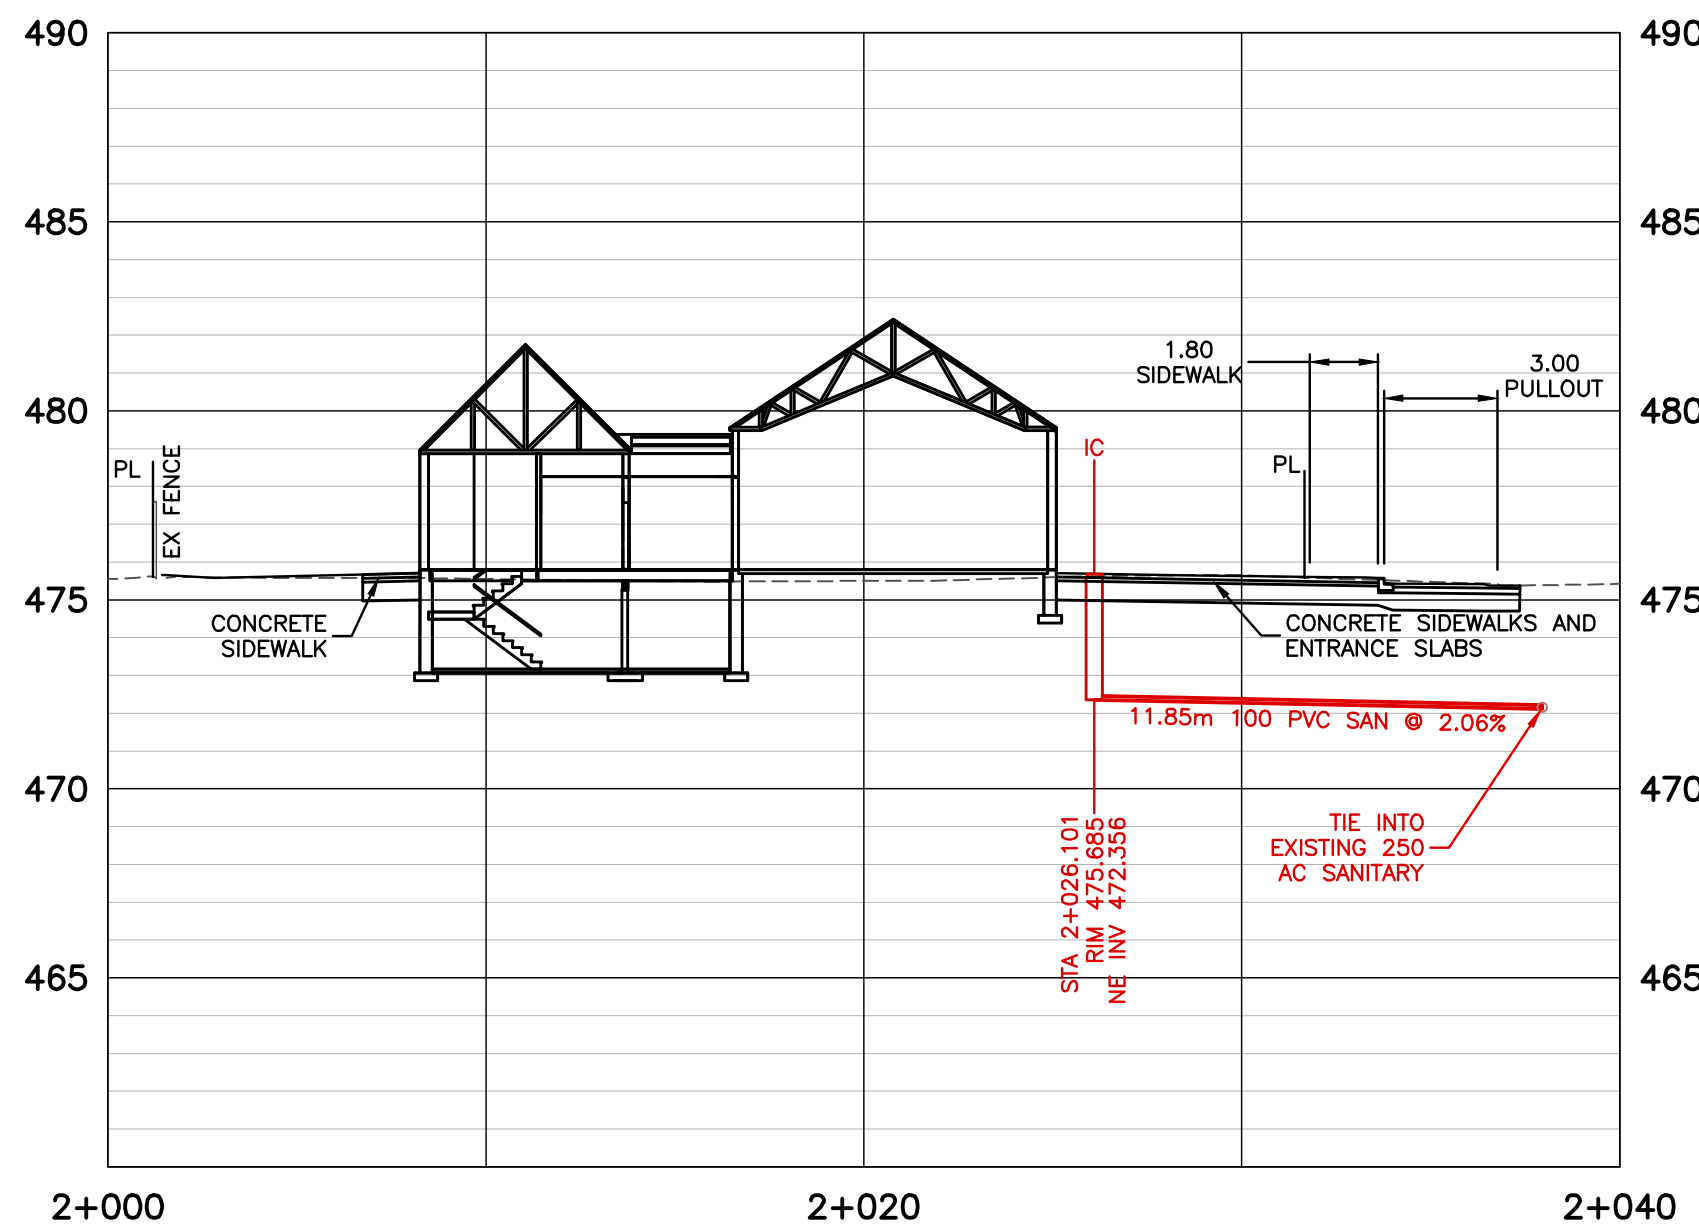 490
490
485
485
1.80
SIDEWALK
3.00
PULLOUT
480
480
PL
EX FENCE
IC
PL
475
475
CONCRETE
SIDEWALK
CONCRETE SIDEWALKS AND
ENTRANCE SLABS
11.85m 100 PVC SAN @ 2.06%
470
470
STA 2+026.101
RIM 475.685
NE INV 472.356
TIE INTO
EXISTING 250
AC SANITARY
465
465
2+000
2+020
2+040